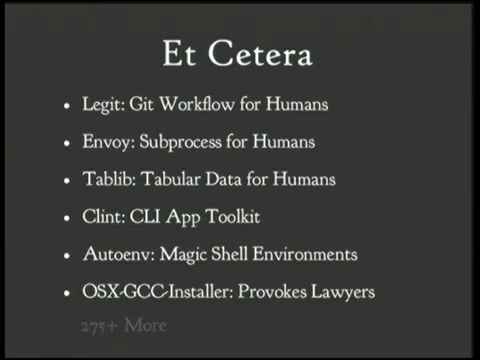 Et Cetera
• Legit: Git Workflow for Humans
• Envoy: Subprocess for Humans
• Tablib: Tabular Data for Humans
• Clint: CLI App Toolkit
• Autoenv: Magic Shell Environments
• OSX-GCC-Installer: Provokes Lawyers
275+ More